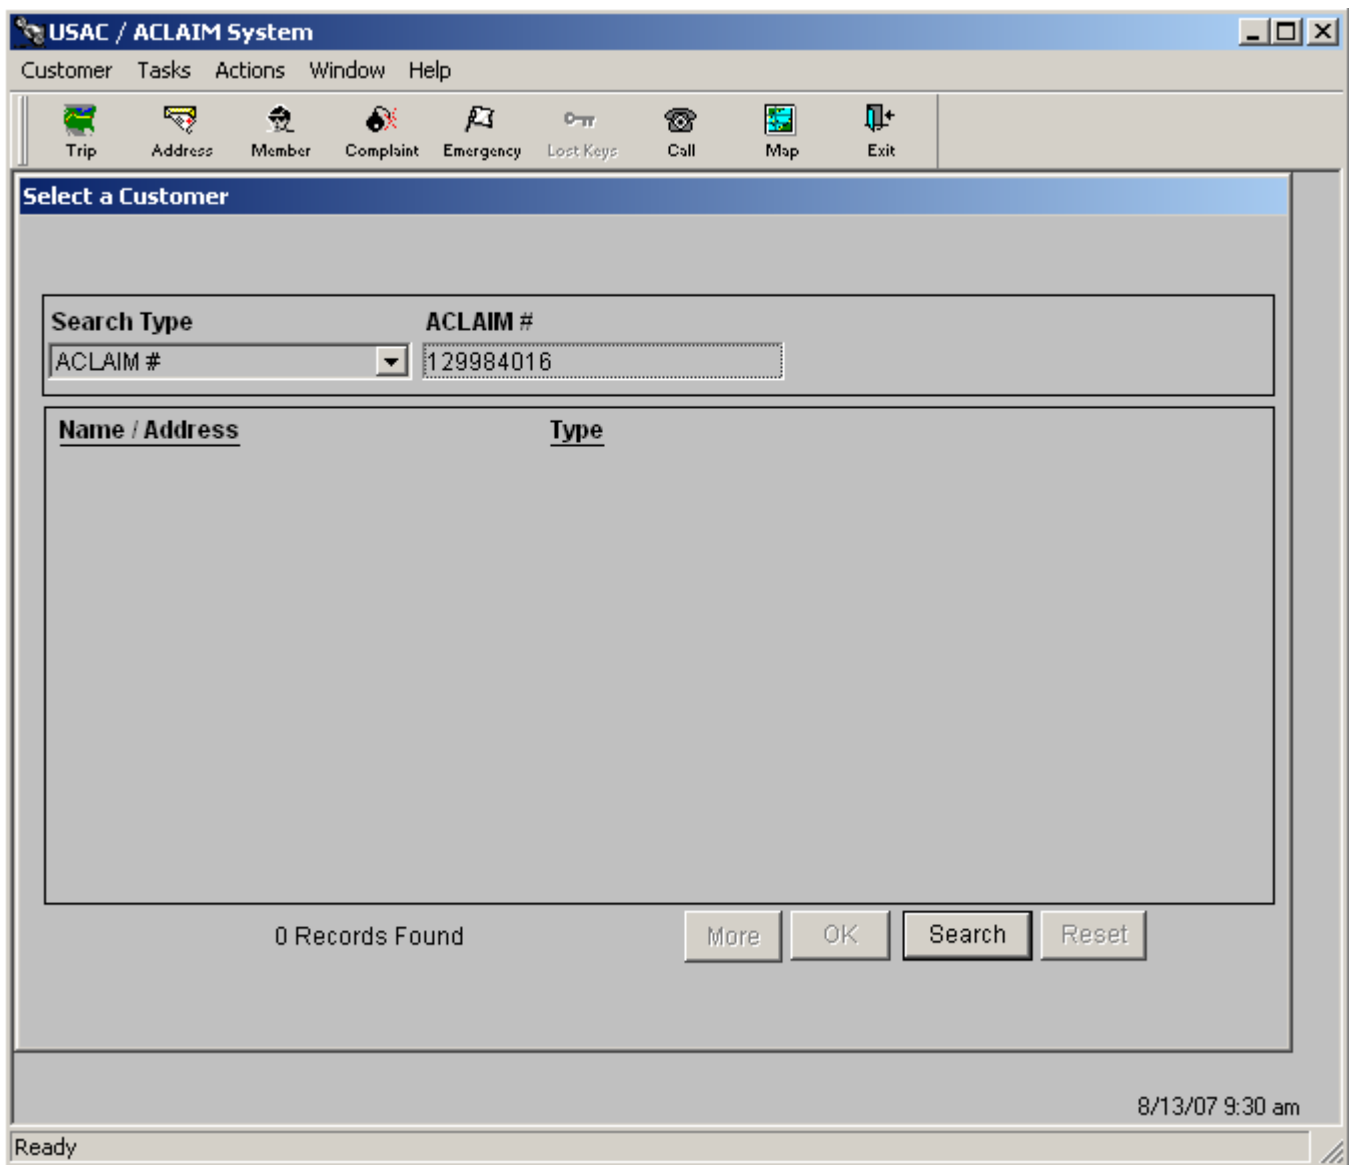 USAC / ACLAIM System
Customer Tasks Actions Window Help
Trip Address Member Complaint Emergency Lost Keys Call Map Exit
Select a Customer
Search Type ACLAIM #
ACLAIM # 129984016
Name / Address Type
0 Records Found More OK Search Reset
8/13/07 9:30 am
Ready